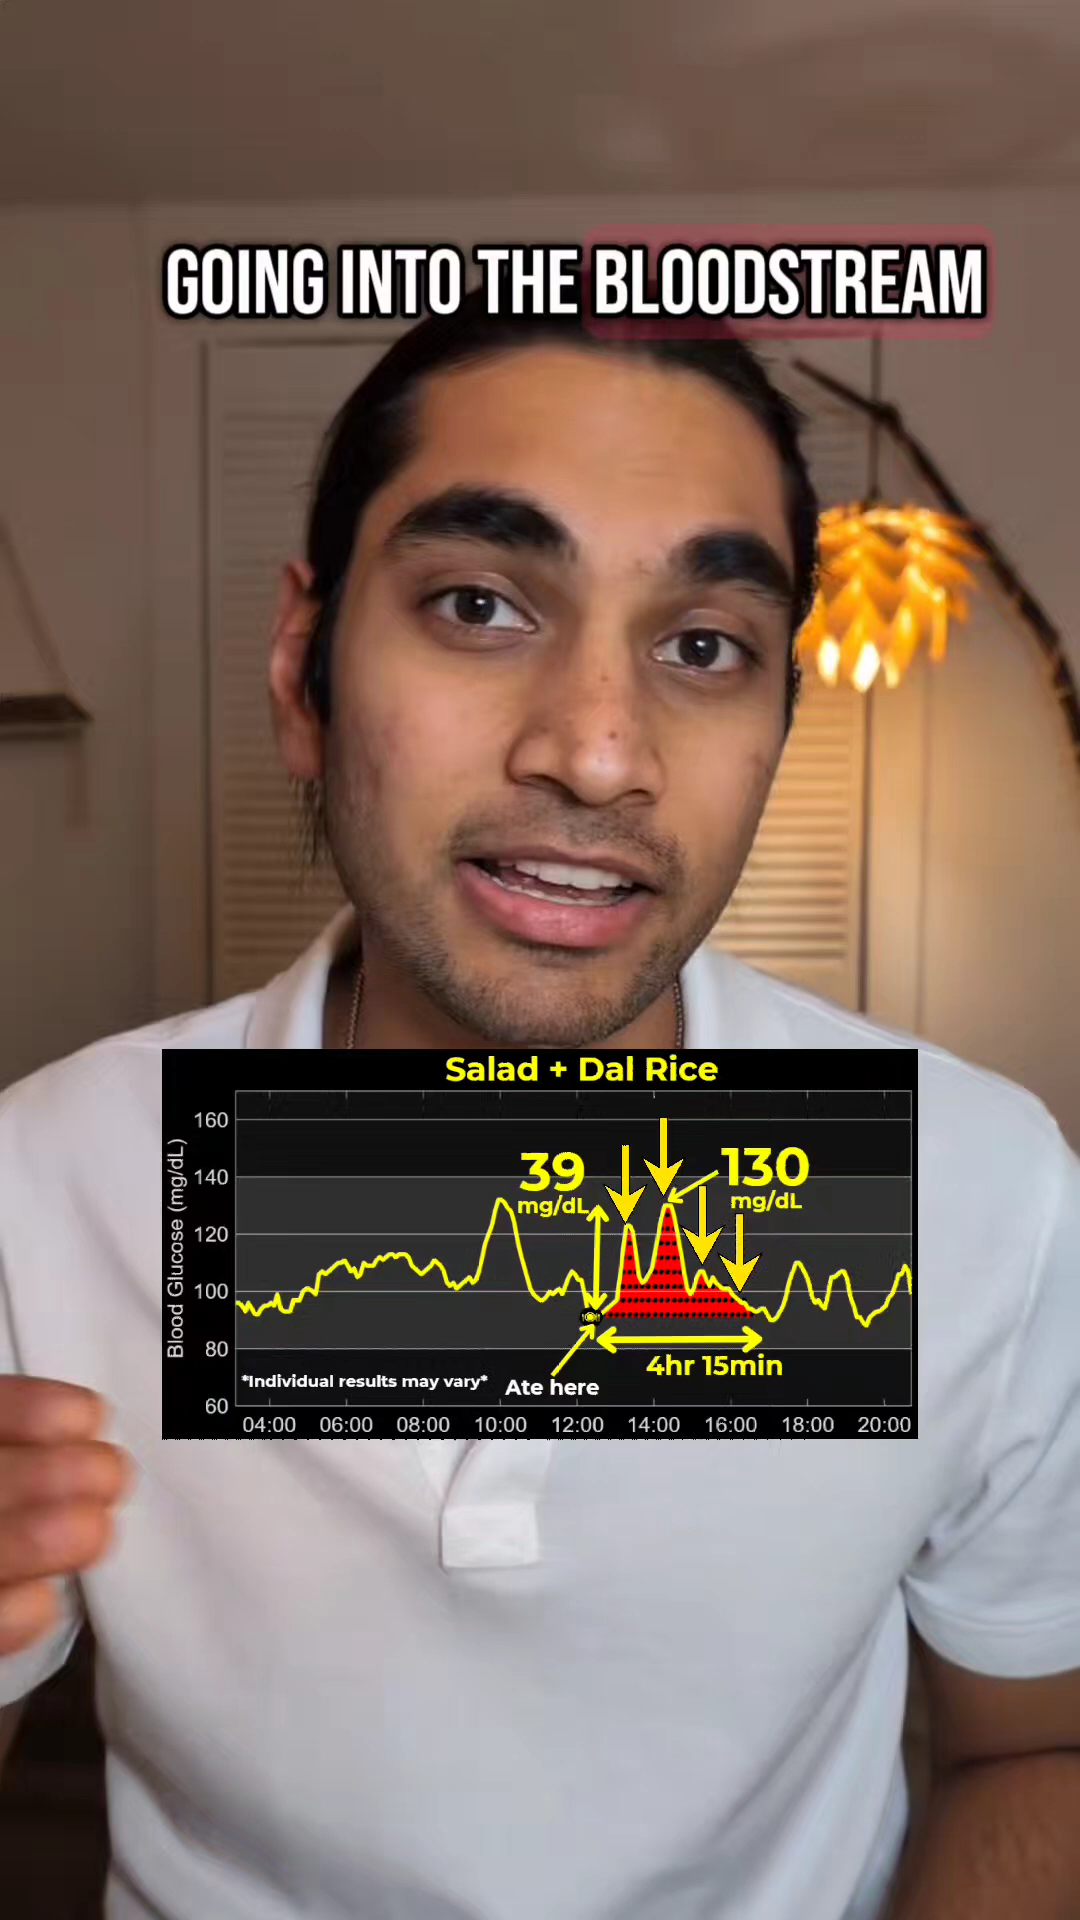 GOING INTO THE BLOODSTREAM
Salad + Dal Rice
Blood Glucose (mg/dL)
160
140
120
100
80
60
39
mg/dL
130
mg/dL
4hr 15min
*Individual results may vary*
Ate here
04:00 06:00 08:00 10:00 12:00 14:00 16:00 18:00 20:00